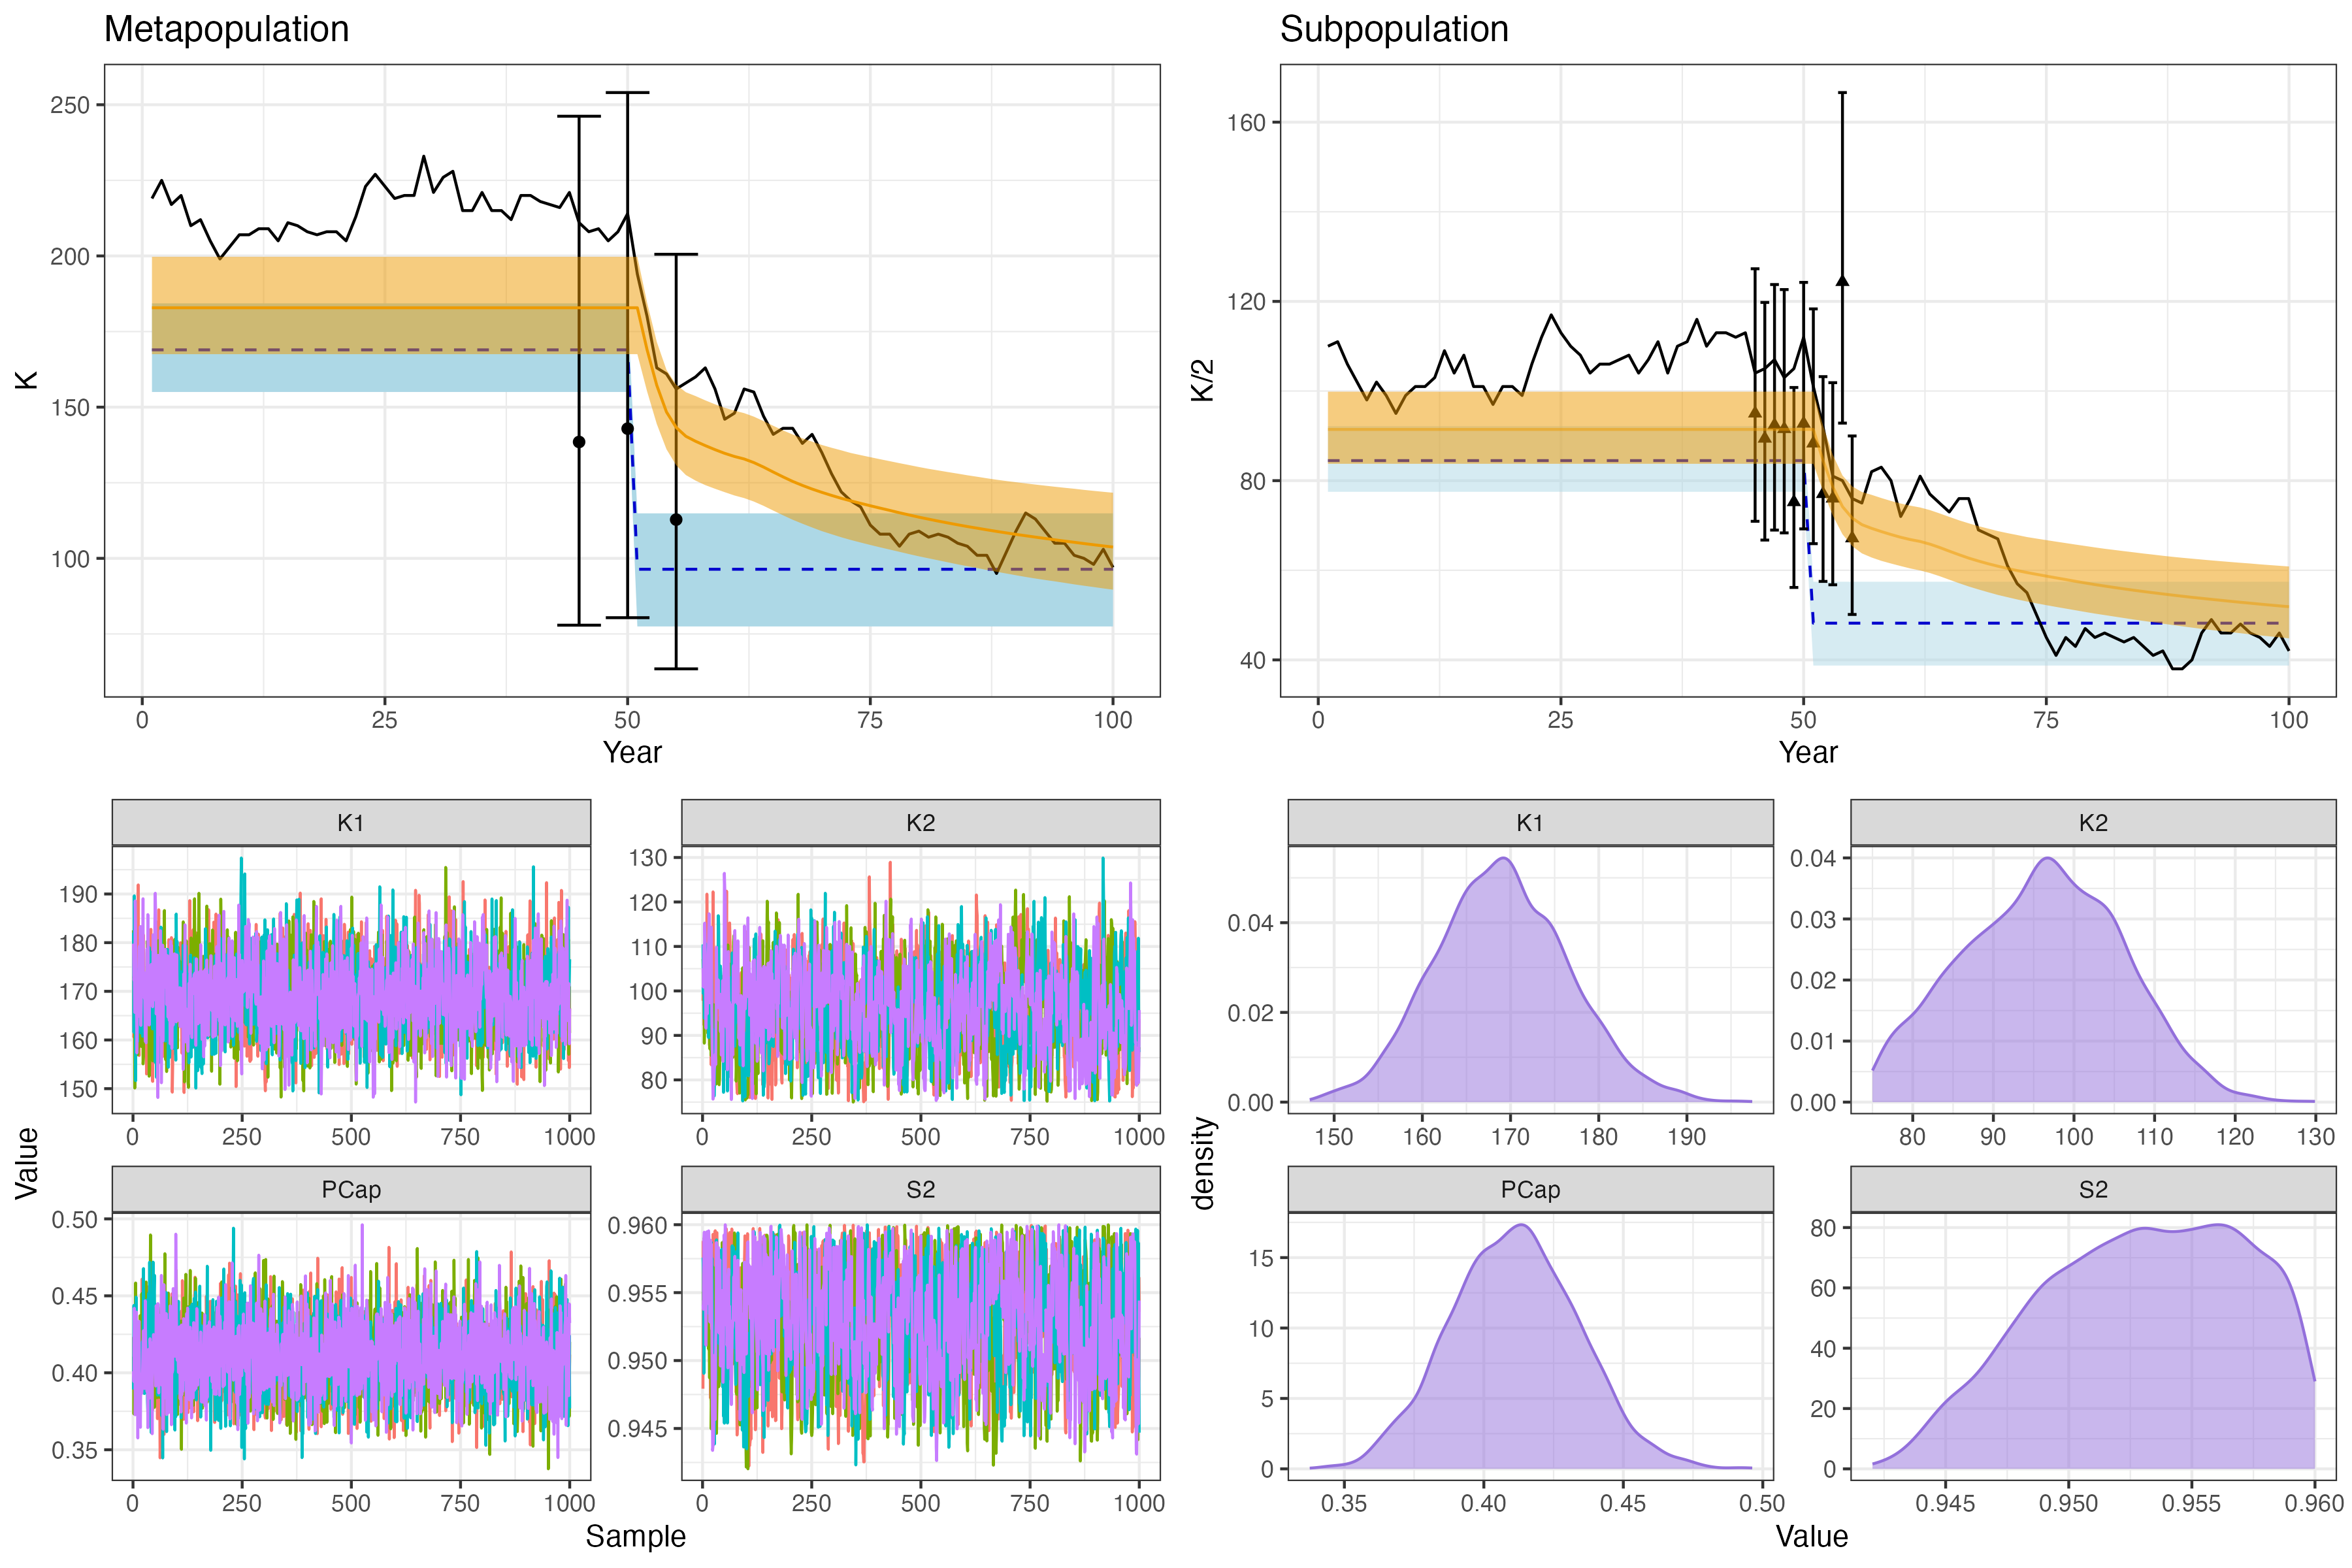 Metapopulation
K
250
200
150
100
0 25 50 75 100
Year
Subpopulation
K/2
160
120
80
40
0 25 50 75 100
Year
Value
K1
190
180
170
160
150
0 250 500 750 1000
K2
130
120
110
100
90
80
0 250 500 750 1000
PCap
0.50
0.45
0.40
0.35
0 250 500 750 1000
S2
0.960
0.955
0.950
0.945
0 250 500 750 1000
Sample
density
K1
0.04
0.02
0.00
150 160 170 180 190
K2
0.04
0.03
0.02
0.01
0.00
80 90 100 110 120 130
PCap
15
10
5
0
0.35 0.40 0.45 0.50
S2
80
60
40
20
0
0.945 0.950 0.955 0.960
Value